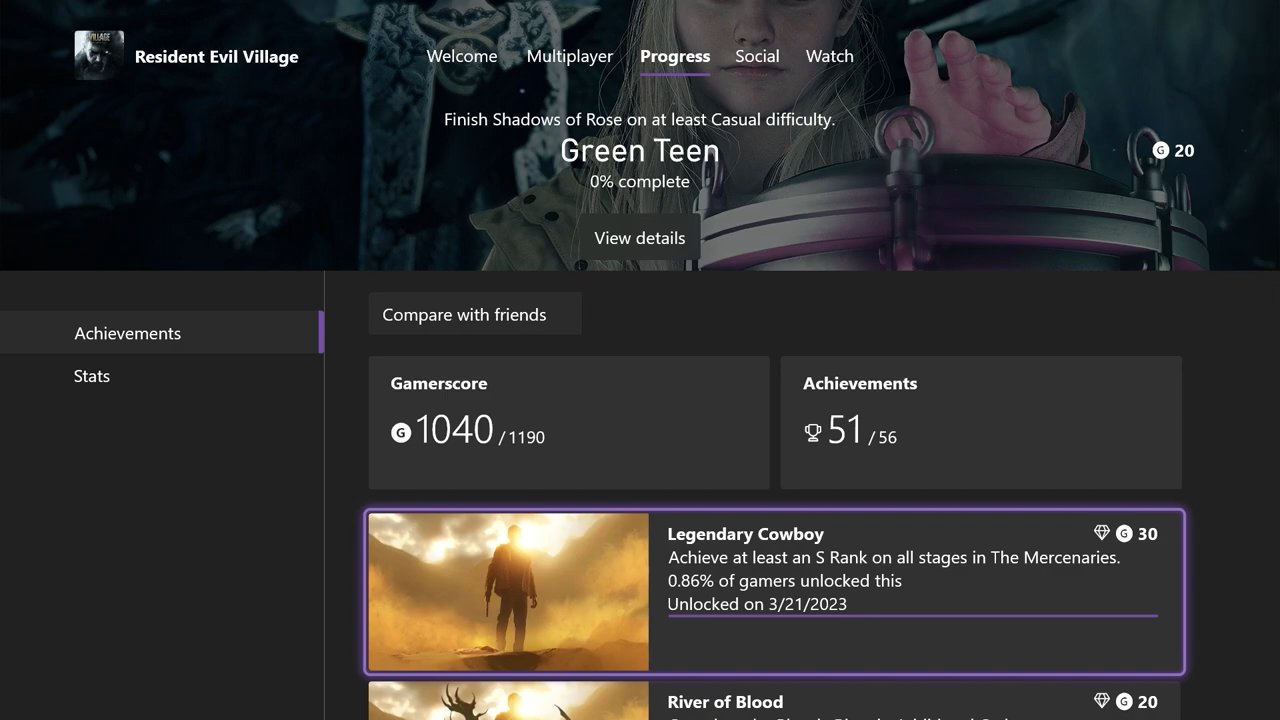 VILLAGE
Resident Evil Village
Welcome
Multiplayer
Progress
Social
Watch
Finish Shadows of Rose on at least Casual difficulty.
Green Teen
G 20
0% complete
View details
Achievements
Stats
Compare with friends
Gamerscore
G 1040 / 1190
Achievements
51 / 56
Legendary Cowboy
G 30
Achieve at least an S Rank on all stages in The Mercenaries.
0.86% of gamers unlocked this
Unlocked on 3/21/2023
River of Blood
G 20